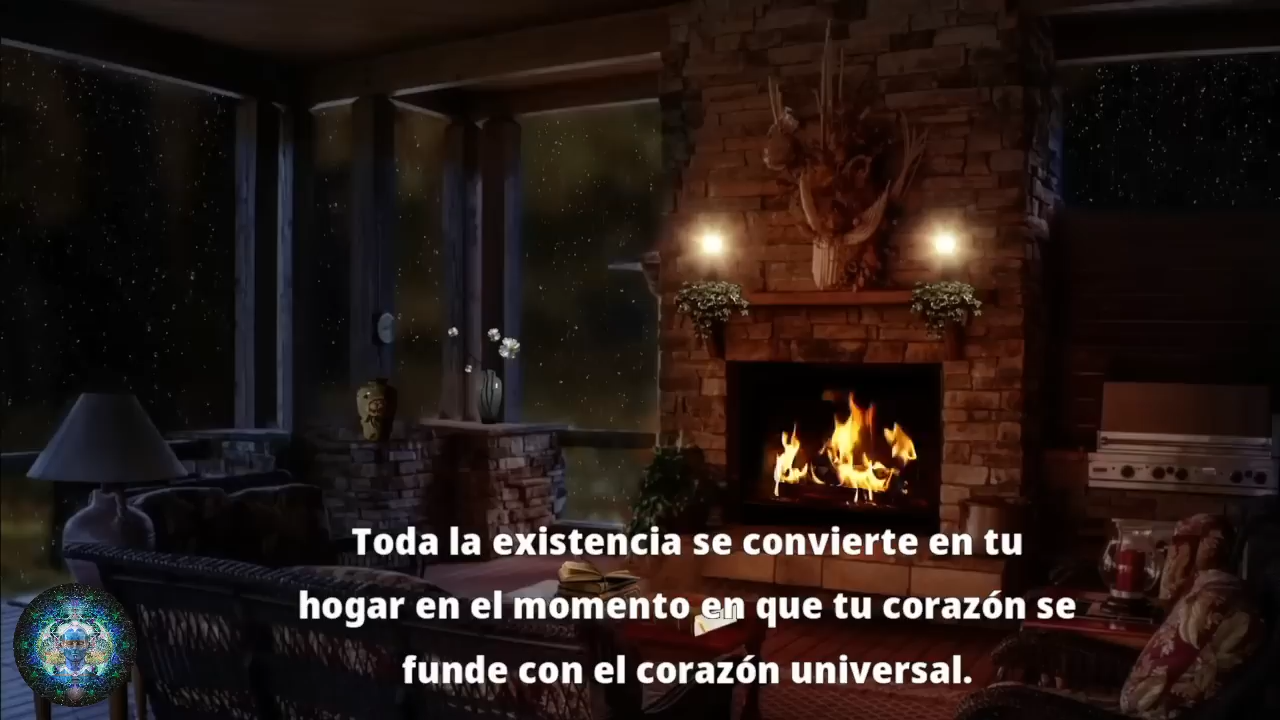 Toda la existencia se convierte en tu
hogar en el momento en que tu corazón se
funde con el corazón universal.